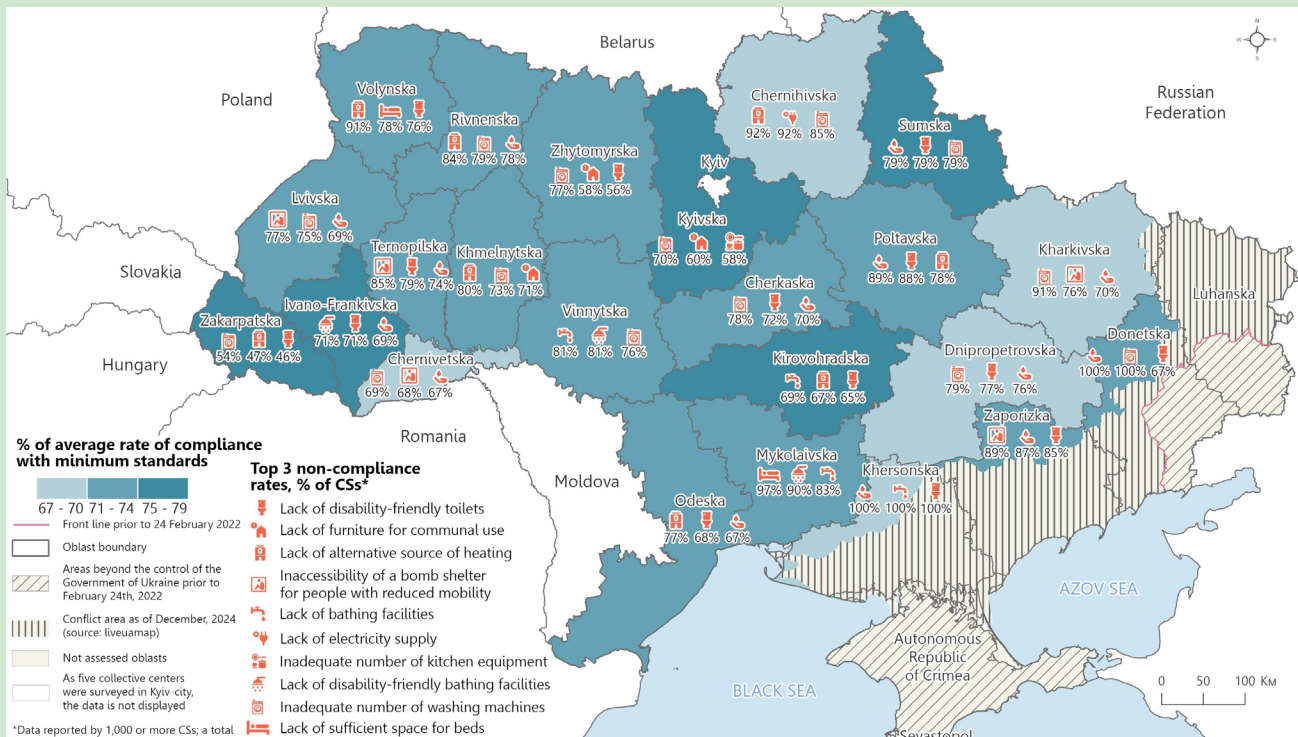 Belarus
N
W
E
S
Poland
Russian
Federation
Slovakia
Hungary
Romania
Moldova
Volynska
91% 78% 76%
Rivnenska
84% 79% 78%
Zhytomyrska
77% 58% 56%
Kyiv
Kyivska
70% 60% 58%
Chernihivska
92% 92% 85%
Sumska
79% 79% 79%
Lvivska
77% 75% 69%
Ternopilska
85% 79% 74%
Khmelnytska
80% 73% 71%
Vinnytska
81% 81% 76%
Cherkaska
78% 72% 70%
Poltavska
89% 88% 78%
Kharkivska
91% 76% 70%
Luhanska
Zakarpatska
54% 47% 46%
Ivano-Frankivska
71% 71% 69%
Chernivetska
69% 68% 67%
Kirovohradska
69% 67% 65%
Dnipropetrovska
79% 77% 76%
Donetska
100% 100% 67%
Zaporizka
89% 87% 85%
Mykolaivska
97% 90% 83%
Khersonska
100% 100% 100%
Odeska
77% 68% 67%
AZOV SEA
BLACK SEA
Autonomous
Republic
of Crimea
Sevastopol
0 50 100 Км
% of average rate of compliance
with minimum standards
67 - 70 71 - 74 75 - 79
Front line prior to 24 February 2022
Oblast boundary
Areas beyond the control of the
Government of Ukraine prior to
February 24th, 2022
Conflict area as of December, 2024
(source: liveuamap)
Not assessed oblasts
As five collective centers
were surveyed in Kyiv-city,
the data is not displayed
*Data reported by 1,000 or more CSs; a total
Top 3 non-compliance
rates, % of CSs*
Lack of disability-friendly toilets
Lack of furniture for communal use
Lack of alternative source of heating
Inaccessibility of a bomb shelter
for people with reduced mobility
Lack of bathing facilities
Lack of electricity supply
Inadequate number of kitchen equipment
Lack of disability-friendly bathing facilities
Inadequate number of washing machines
Lack of sufficient space for beds